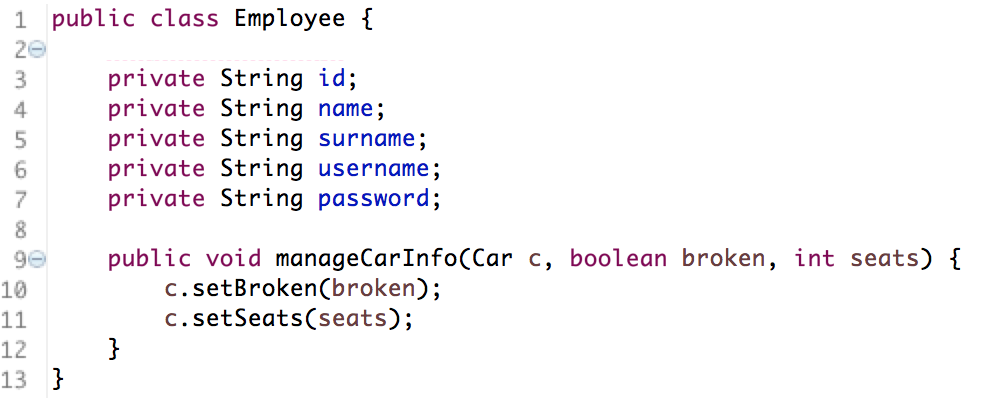 1 public class Employee {
2
3 private String id;
4 private String name;
5 private String surname;
6 private String username;
7 private String password;
8
9 public void manageCarInfo(Car c, boolean broken, int seats) {
10 c.setBroken(broken);
11 c.setSeats(seats);
12 }
13 }